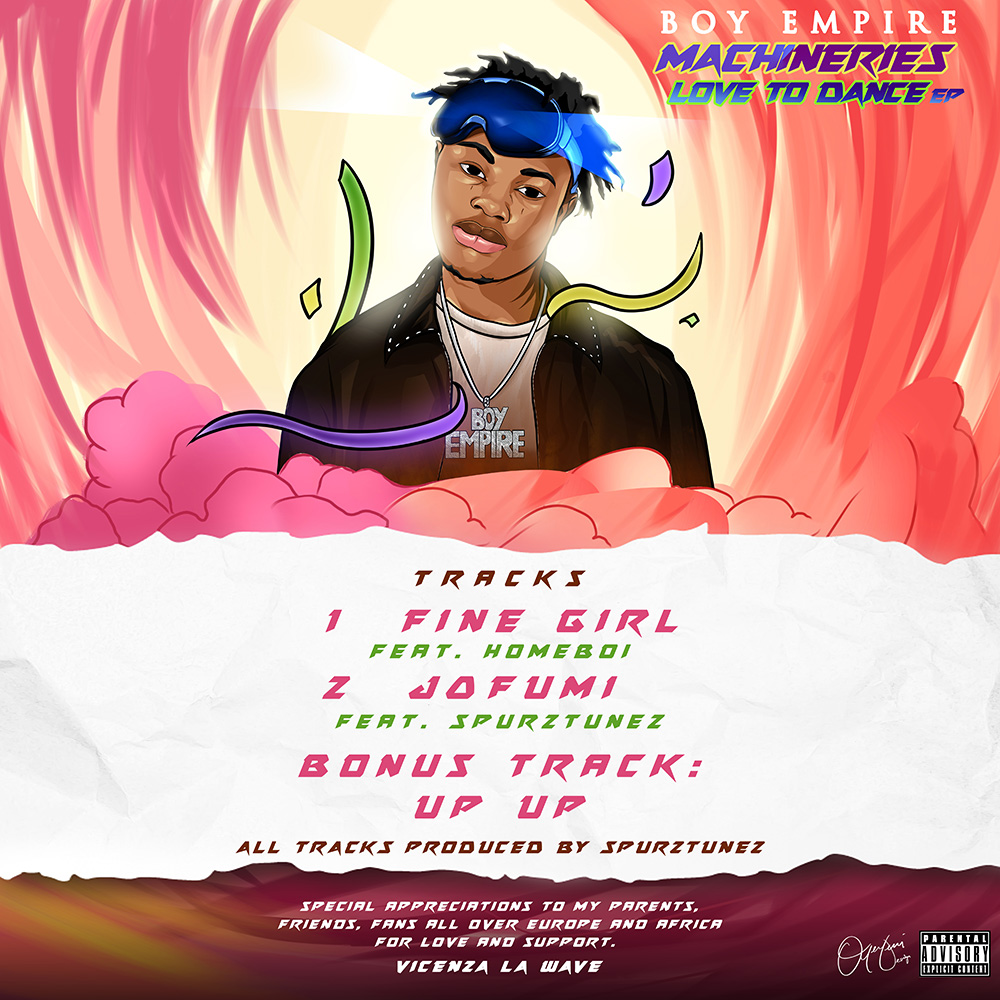 BOY EMPIRE
MACHINERIES
LOVE TO DANCE EP
BOY
EMPIRE
TRACKS
1 FINE GIRL
FEAT. HOMEBOI
2 JOFUMI
FEAT. SPURZTUNEZ
BONUS TRACK:
UP UP
ALL TRACKS PRODUCED BY SPURZTUNEZ
SPECIAL APPRECIATIONS TO MY PARENTS,
FRIENDS, FANS ALL OVER EUROPE AND AFRICA
FOR LOVE AND SUPPORT.
VICENZA LA WAVE
PARENTAL
ADVISORY
EXPLICIT CONTENT